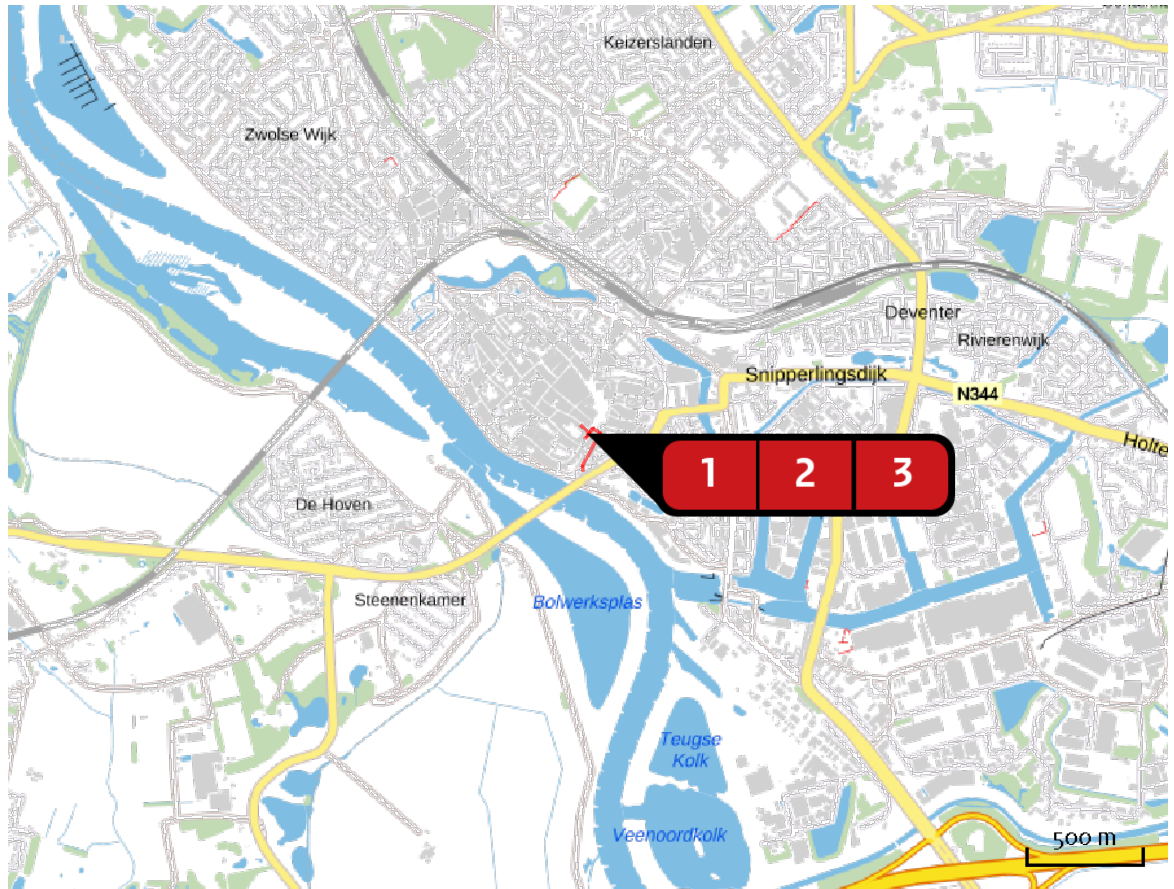 Keizerslanden
Zwolse Wijk
Deventer
Rivierenwijk
Snipperlingsdijk
N344
Holte
1 2 3
De Hoven
Steenenkamer
Bolwerksplas
Teugse
Kolk
Veenoordkolk
500 m